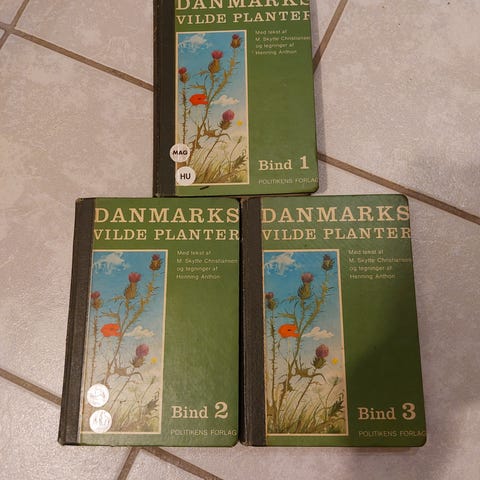 DANMARKS
VILDE PLANTER
Med tekst af
M. Skytte Christiansen
og tegninger af
Henning Anthon
MAG
HU
Bind 1
POLITIKENS FORLAG
DANMARKS
VILDE PLANTER
Med tekst af
M. Skytte Christiansen
og tegninger af
Henning Anthon
Bind 2
POLITIKENS FORLAG
DANMARKS
VILDE PLANTER
Med tekst af
M. Skytte Christiansen
og tegninger af
Henning Anthon
Bind 3
POLITIKENS FORLAG